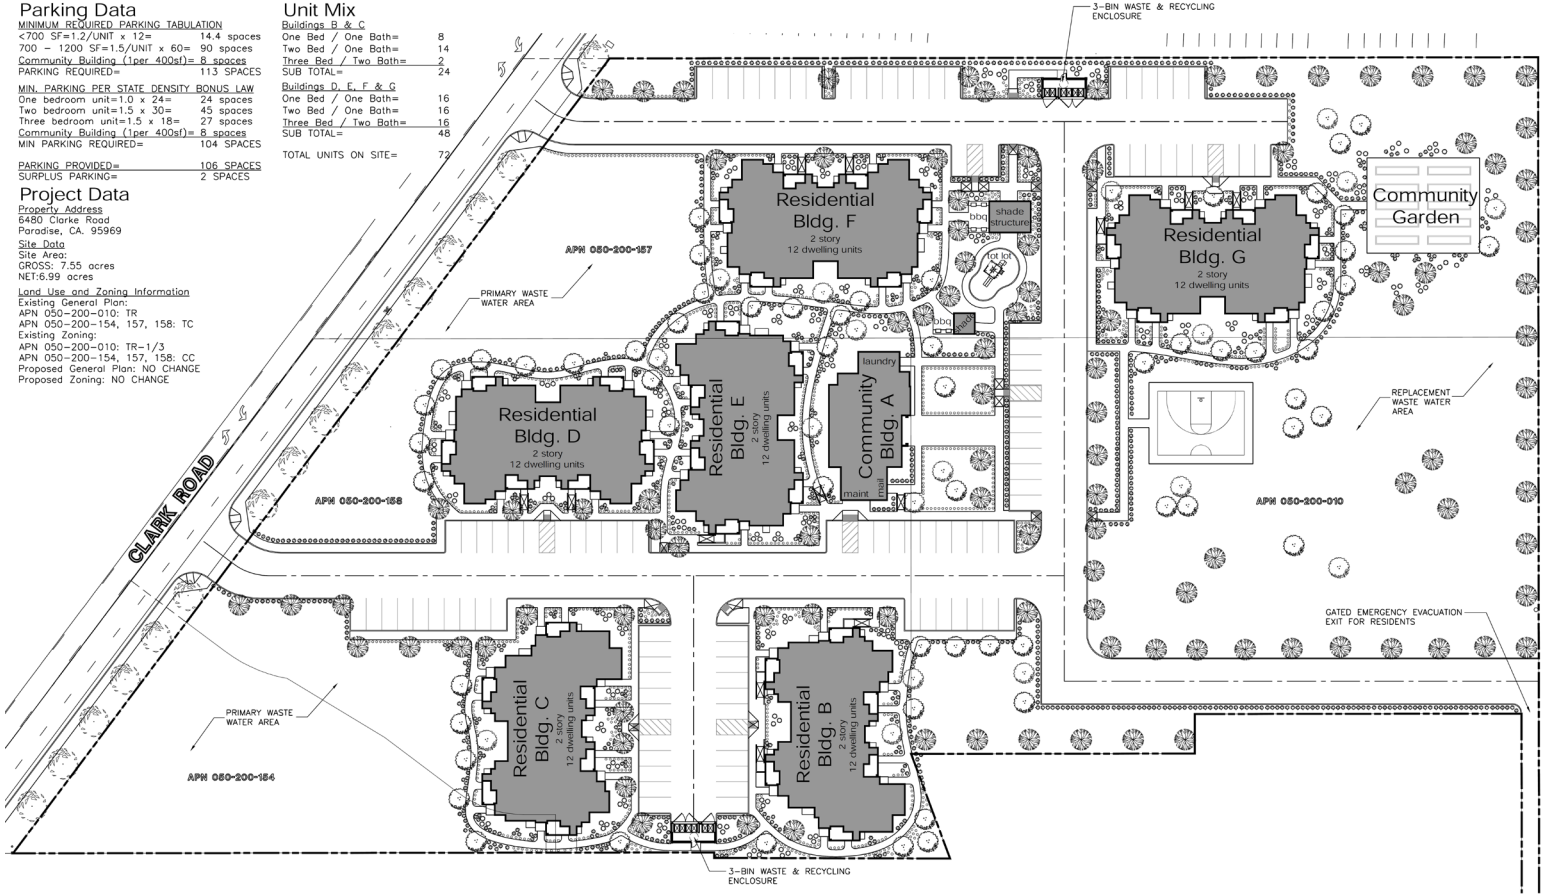 Parking Data
MINIMUM REQUIRED PARKING TABULATION
<700 SF=1.2/UNIT x 12= 14.4 spaces
700 - 1200 SF=1.5/UNIT x 60= 90 spaces
Community Building (1per 400sf)= 8 spaces
PARKING REQUIRED= 113 SPACES
MIN. PARKING PER STATE DENSITY BONUS LAW
One bedroom unit=1.0 x 24= 24 spaces
Two bedroom unit=1.5 x 30= 45 spaces
Three bedroom unit=1.5 x 18= 27 spaces
Community Building (1per 400sf)= 8 spaces
MIN PARKING REQUIRED= 104 SPACES
PARKING PROVIDED= 106 SPACES
SURPLUS PARKING= 2 SPACES
Project Data
Property Address
6480 Clarke Road
Paradise, CA. 95969
Site Data
Site Area:
GROSS: 7.55 acres
NET:6.99 acres
Land Use and Zoning Information
Existing General Plan:
APN 050-200-010: TR
APN 050-200-154, 157, 158: TC
Existing Zoning:
APN 050-200-010: TR-1/3
APN 050-200-154, 157, 158: CC
Proposed General Plan: NO CHANGE
Proposed Zoning: NO CHANGE
Unit Mix
Buildings B & C
One Bed / One Bath= 8
Two Bed / One Bath= 14
Three Bed / Two Bath= 2
SUB TOTAL= 24
Buildings D, E, F & G
One Bed / One Bath= 16
Two Bed / One Bath= 16
Three Bed / Two Bath= 16
SUB TOTAL= 48
TOTAL UNITS ON SITE= 72
3-BIN WASTE & RECYCLING
ENCLOSURE
Residential
Bldg. F
2 story
12 dwelling units
bbq
shade
structure
tot lot
bbq
shade
Residential
Bldg. G
2 story
12 dwelling units
Community
Garden
APN 050-200-157
PRIMARY WASTE
WATER AREA
Residential
Bldg. D
2 story
12 dwelling units
Residential
Bldg. E
2 story
12 dwelling units
laundry
Community
Bldg. A
maint
mail
REPLACEMENT
WASTE WATER
AREA
CLARK ROAD
APN 050-200-158
APN 050-200-010
GATED EMERGENCY EVACUATION
EXIT FOR RESIDENTS
PRIMARY WASTE
WATER AREA
APN 050-200-154
Residential
Bldg. C
2 story
12 dwelling units
Residential
Bldg. B
2 story
12 dwelling units
3-BIN WASTE & RECYCLING
ENCLOSURE